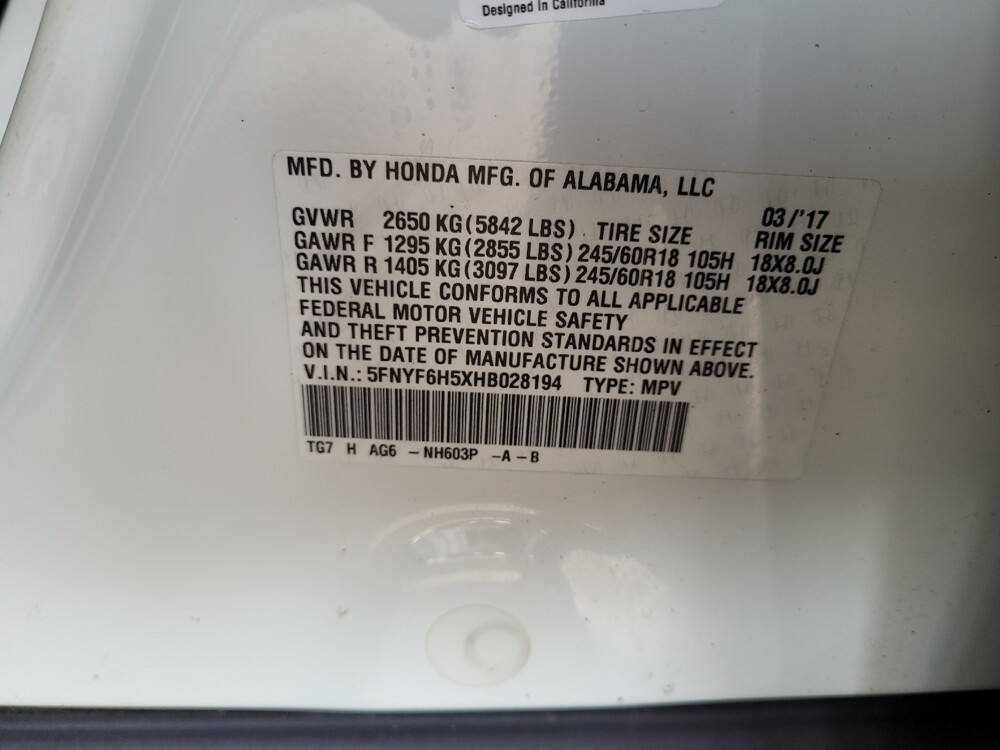 Designed in California
MFD. BY HONDA MFG. OF ALABAMA, LLC
03/'17
GVWR 2650 KG(5842 LBS) TIRE SIZE RIM SIZE
GAWR F 1295 KG(2855 LBS) 245/60R18 105H 18X8.0J
GAWR R 1405 KG(3097 LBS) 245/60R18 105H 18X8.0J
THIS VEHICLE CONFORMS TO ALL APPLICABLE
FEDERAL MOTOR VEHICLE SAFETY
AND THEFT PREVENTION STANDARDS IN EFFECT
ON THE DATE OF MANUFACTURE SHOWN ABOVE.
V.I.N.: 5FNYF6H5XHB028194 TYPE: MPV
TG7 H AG6 -NH603P -A-B